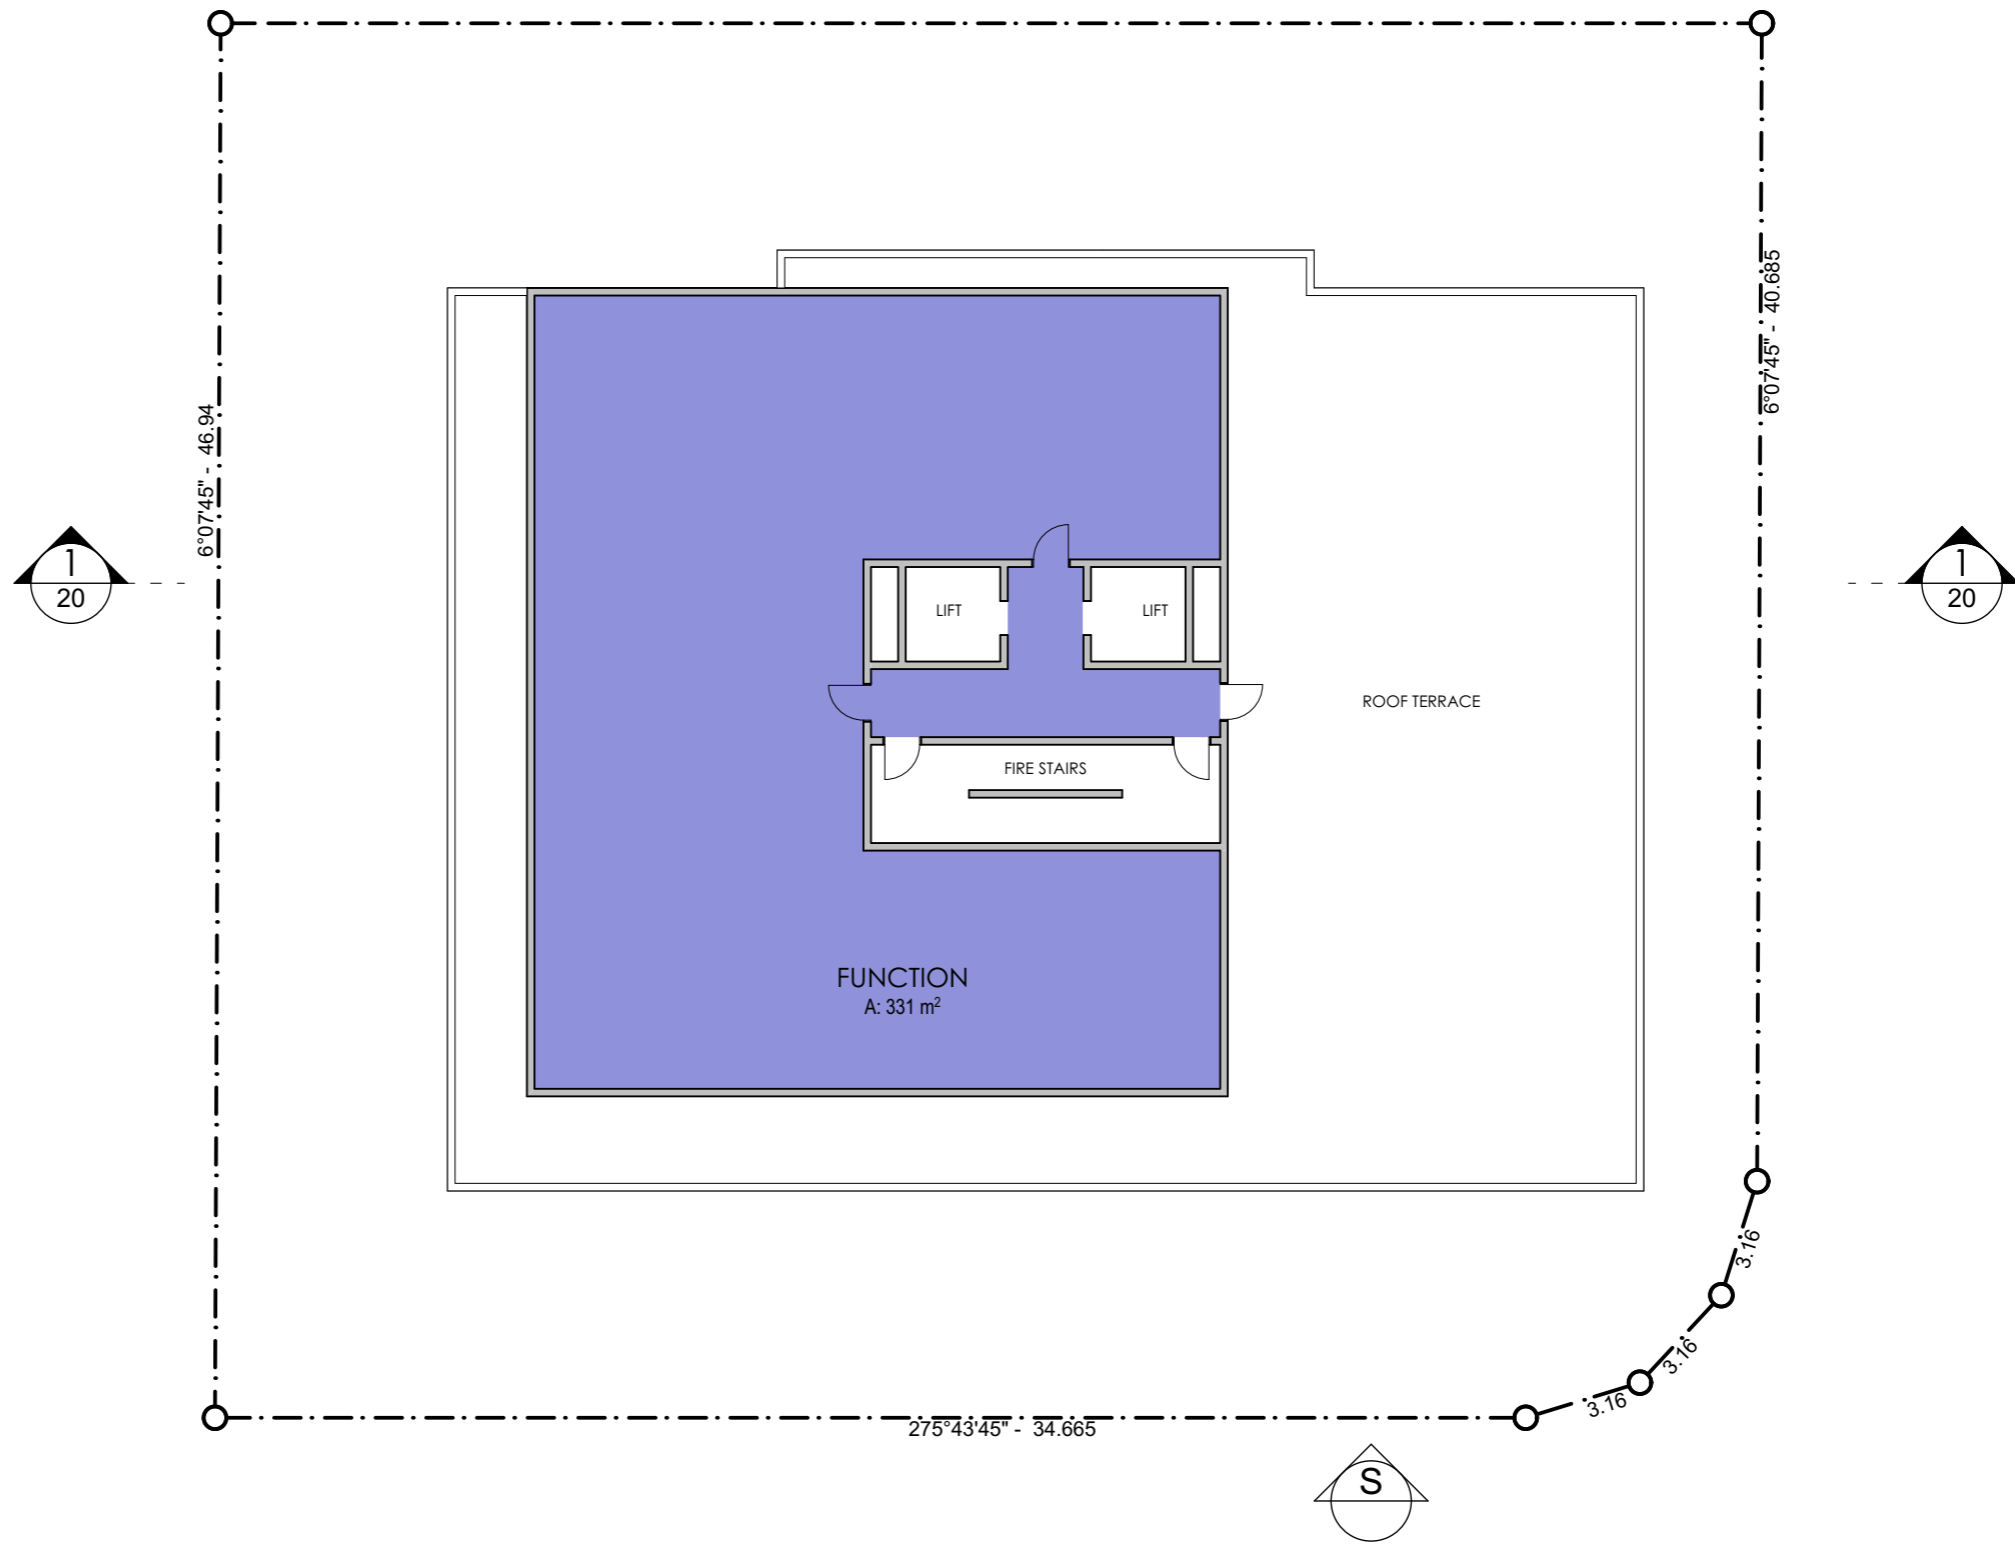 6°07'45" - 40.685
6°07'45" - 46.94
1
20
1
20
LIFT
LIFT
ROOF TERRACE
FIRE STAIRS
FUNCTION
A: 331 m²
3.16
3.16
3.16
275°43'45" - 34.665
S